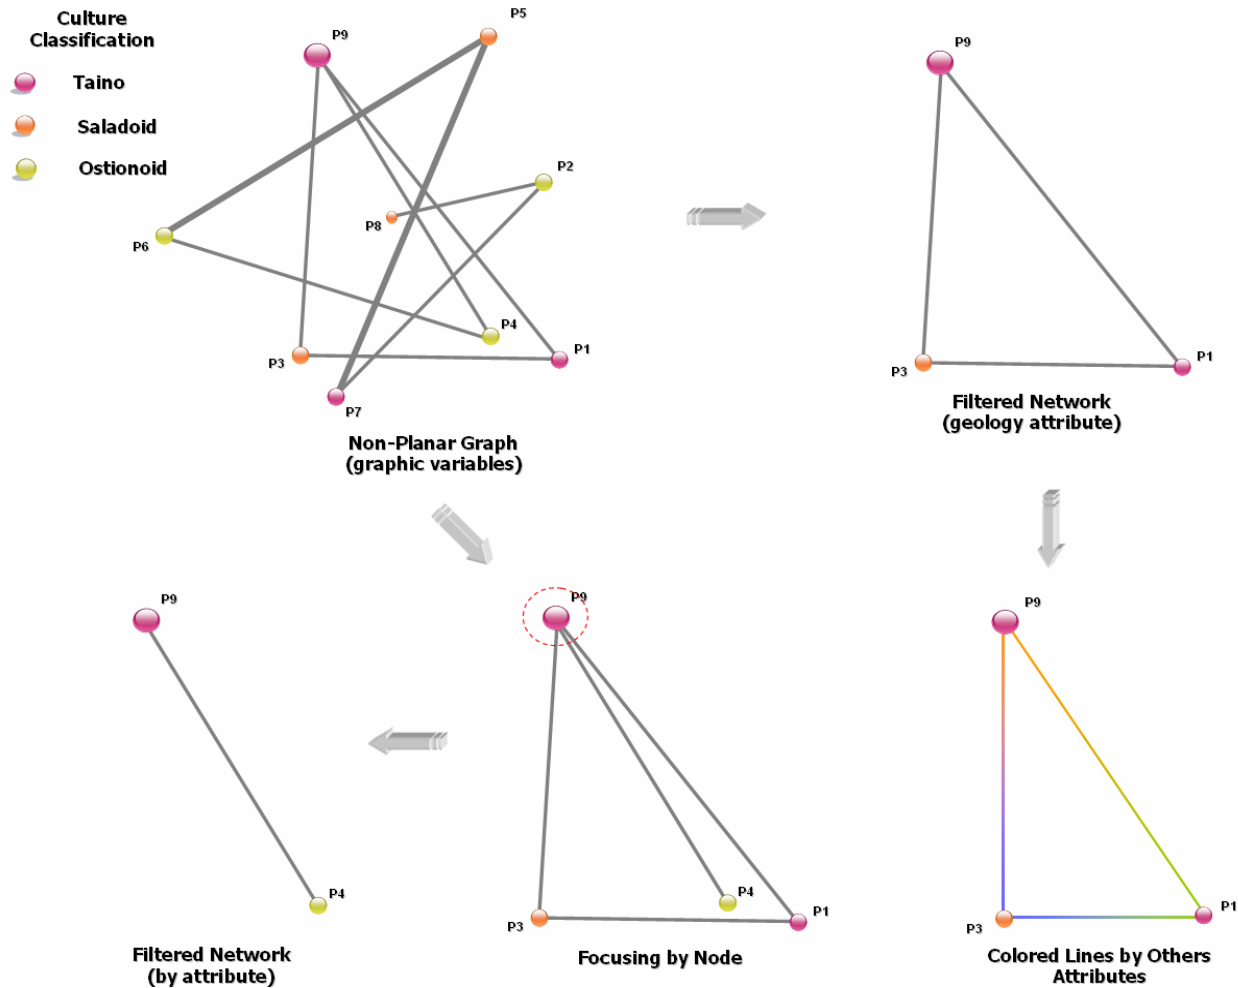 Culture
Classification
Taino
Saladoid
Ostionoid
P9
P5
P2
P8
P6
P4
P3
P1
P7
Non-Planar Graph
(graphic variables)
P9
P3
P1
Filtered Network
(geology attribute)
P9
P4
Filtered Network
(by attribute)
P9
P4
P3
P1
Focusing by Node
P9
P3
P1
Colored Lines by Others
Attributes